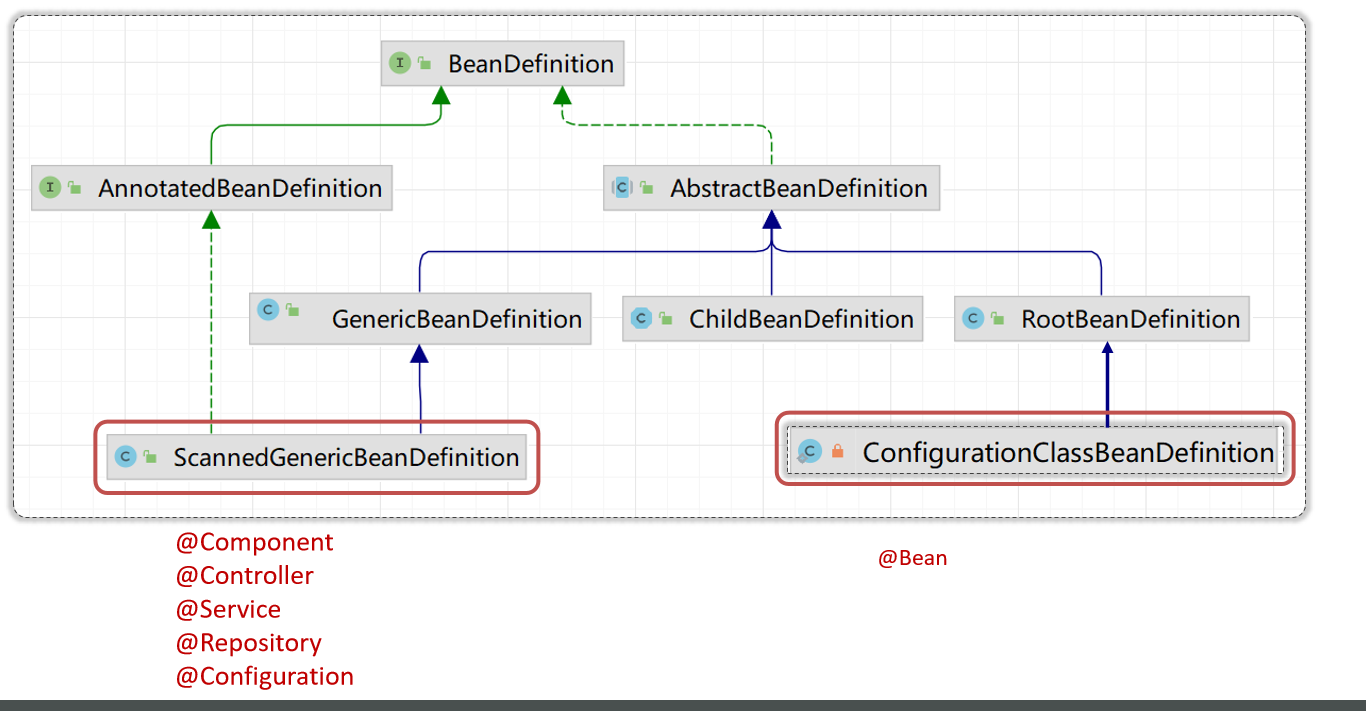 BeanDefinition
AnnotatedBeanDefinition
AbstractBeanDefinition
GenericBeanDefinition
ChildBeanDefinition
RootBeanDefinition
ScannedGenericBeanDefinition
ConfigurationClassBeanDefinition
@Component
@Controller
@Service
@Repository
@Configuration
@Bean